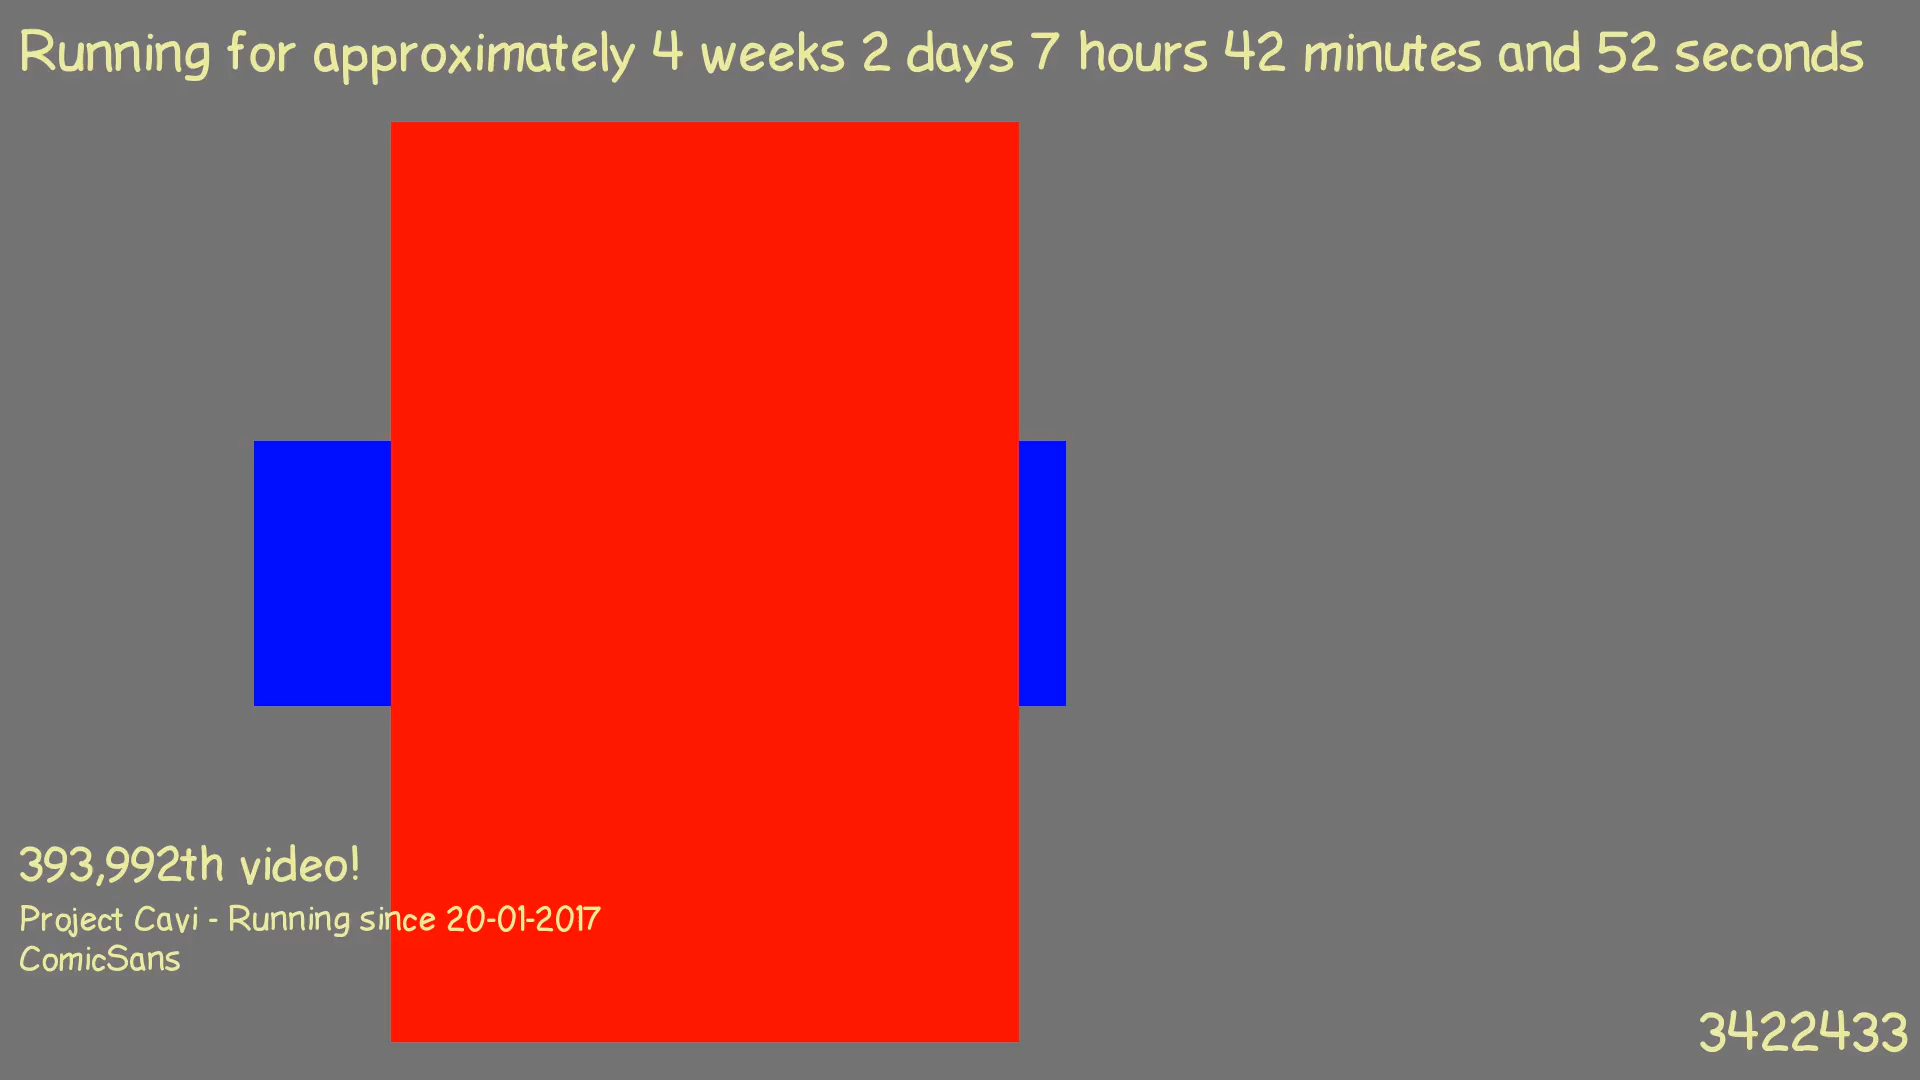 Running for approximately 4 weeks 2 days 7 hours 42 minutes and 52 seconds
393,992th video!
Project Cavi - Running since 20-01-2017
ComicSans
3422433